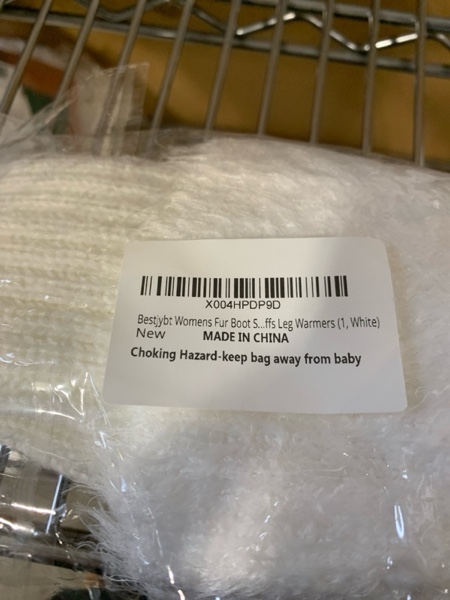 X004HPDP9D
Bestjybt Womens Fur Boot S...ffs Leg Warmers (1, White)
New MADE IN CHINA
Choking Hazard-keep bag away from baby